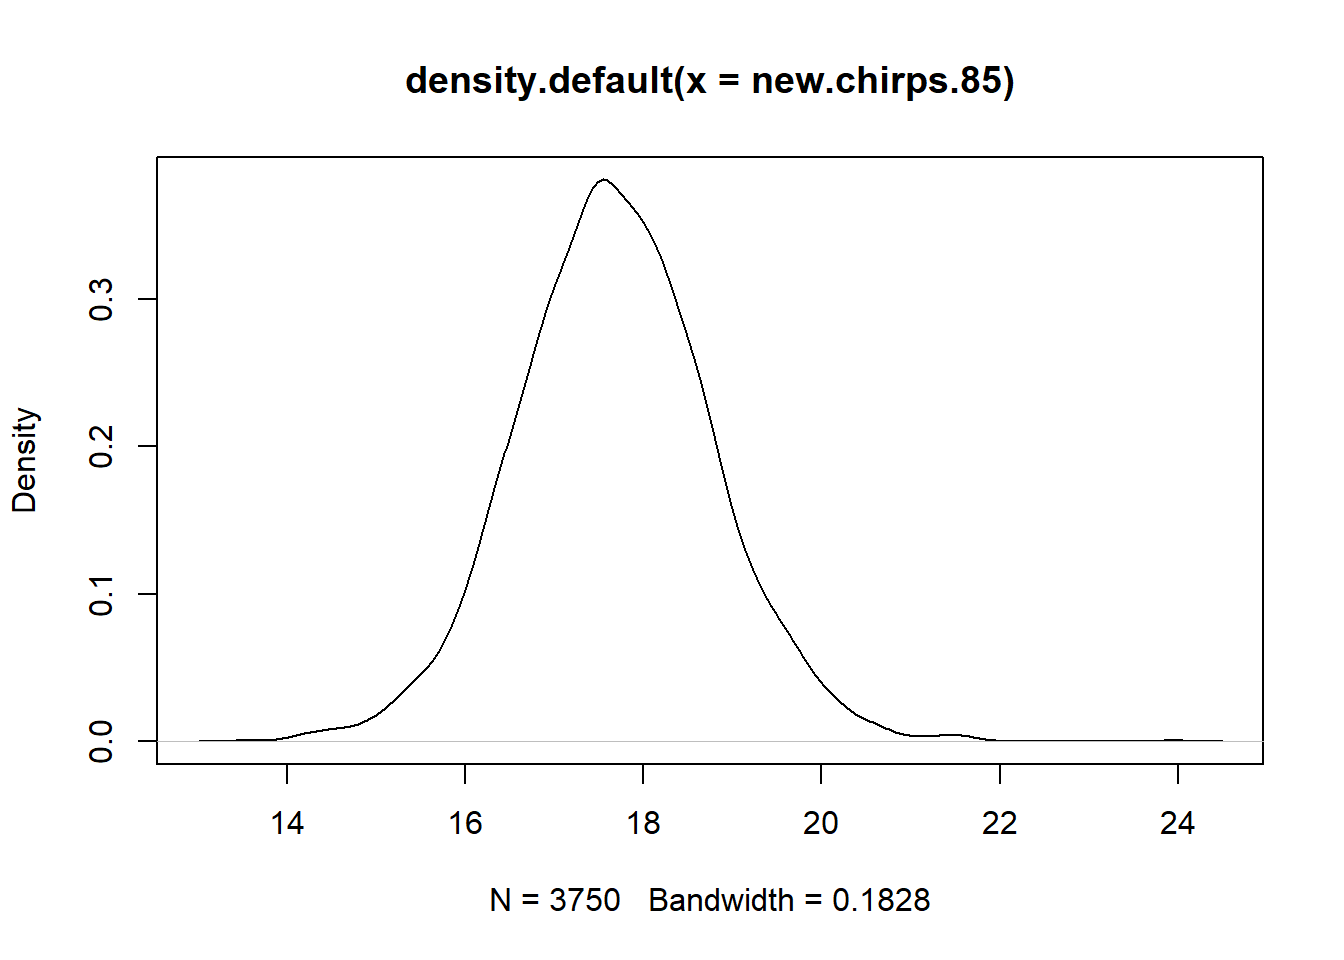 density.default(x = new.chirps.85)
Density
0.3
0.2
0.1
0.0
14 16 18 20 22 24
N = 3750 Bandwidth = 0.1828